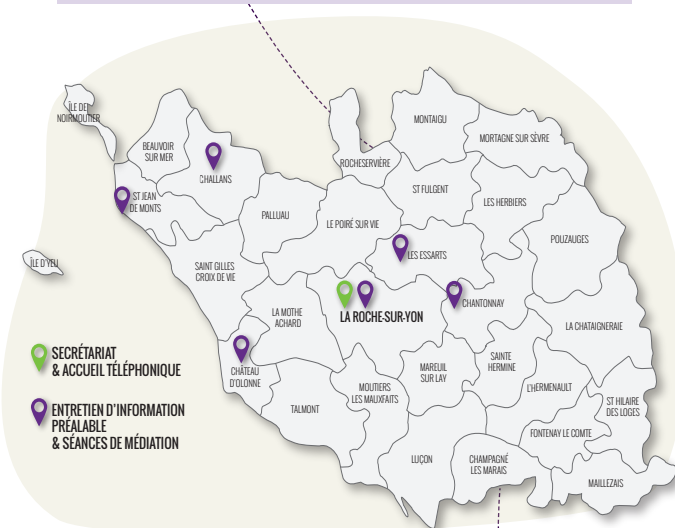 ÎLE DE
NOIRMOUTIER
BEAUVOIR
SUR MER
CHALLANS
ST JEAN
DE MONTS
ÎLE D'YEU
PALLUAU
SAINT GILLES
CROIX DE VIE
ROCHESERVIÈRE
MONTAIGU
MORTAGNE SUR SÈVRE
ST FULGENT
LES HERBIERS
LE POIRÉ SUR VIE
POUZAUGES
LES ESSARTS
LA ROCHE-SUR-YON
CHANTONNAY
LA MOTHE
ACHARD
LA CHATAIGNERAIE
CHÂTEAU
D'OLONNE
TALMONT
MOUTIERS
LES MAUXFAITS
MAREUIL
SUR LAY
SAINTE
HERMINE
L'HERMENAULT
ST HILAIRE
DES LOGES
FONTENAY LE COMTE
LUÇON
CHAMPAGNÉ
LES MARAIS
MAILLEZAIS
SECRÉTARIAT
& ACCUEIL TÉLÉPHONIQUE
ENTRETIEN D'INFORMATION
PRÉALABLE
& SÉANCES DE MÉDIATION